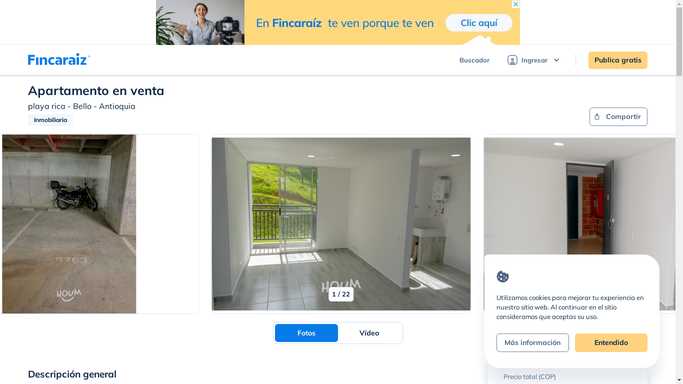 En Fincaraíz te ven porque te ven
Clic aquí
Fincaraiz
Buscador
Ingresar
Publica gratis
Apartamento en venta
playa rica - Bello - Antioquia
Inmobiliaria
Compartir
HOUM
HOUM
1 / 22
Utilizamos cookies para mejorar tu experiencia en
nuestro sitio web. Al continuar en el sitio
consideramos que aceptas su uso.
Más información
Entendido
Fotos
Vídeo
Descripción general
Precio total (COP)